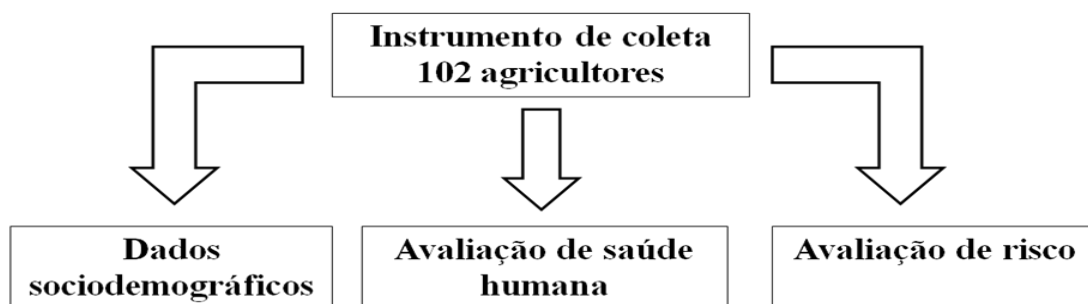 Instrumento de coleta
102 agricultores
Dados
sociodemográficos
Avaliação de saúde
humana
Avaliação de risco